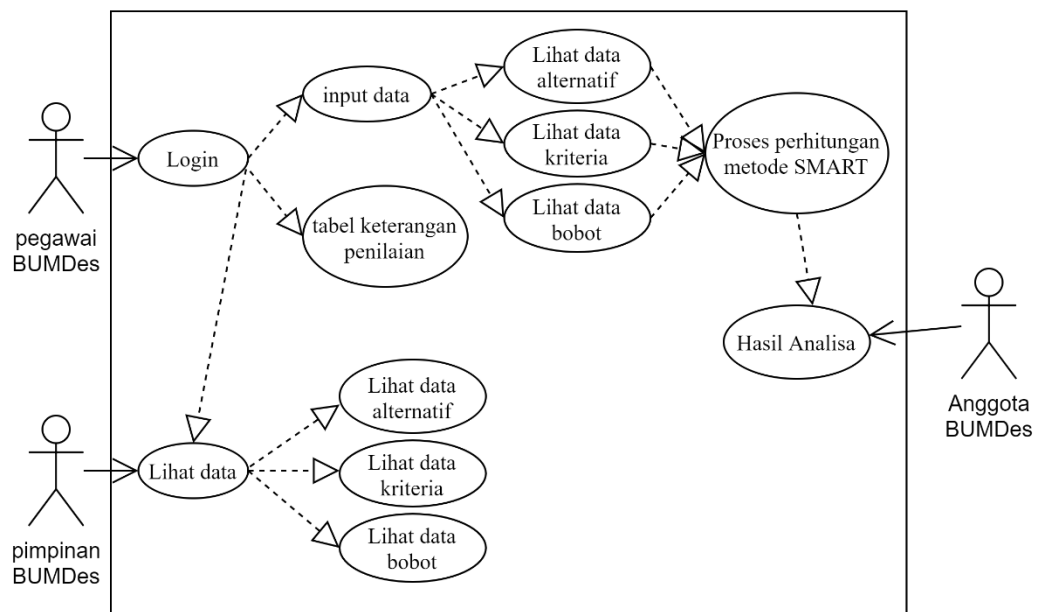 Lihat data
alternatif
input data
Lihat data
kriteria
Proses perhitungan
metode SMART
Login
Lihat data
bobot
tabel keterangan
penilaian
pegawai
BUMDes
Hasil Analisa
Anggota
BUMDes
Lihat data
alternatif
Lihat data
Lihat data
kriteria
Lihat data
bobot
pimpinan
BUMDes